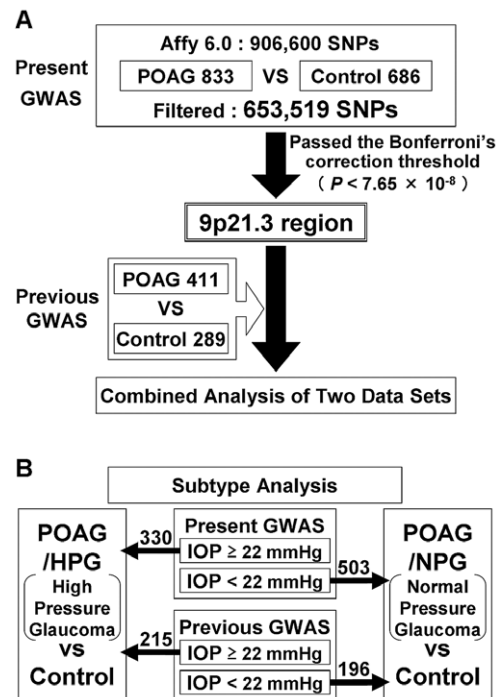 A
Present
GWAS
Affy 6.0 : 906,600 SNPs
POAG 833 VS Control 686
Filtered : 653,519 SNPs
Passed the Bonferroni's
correction threshold
( P < 7.65 × 10-8 )
9p21.3 region
Previous
GWAS
POAG 411
VS
Control 289
Combined Analysis of Two Data Sets
B
Subtype Analysis
POAG
/HPG
High
Pressure
Glaucoma
VS
Control
Present GWAS
330 IOP ≥ 22 mmHg
IOP < 22 mmHg 503
Previous GWAS
215 IOP ≥ 22 mmHg
IOP < 22 mmHg 196
POAG
/NPG
Normal
Pressure
Glaucoma
VS
Control